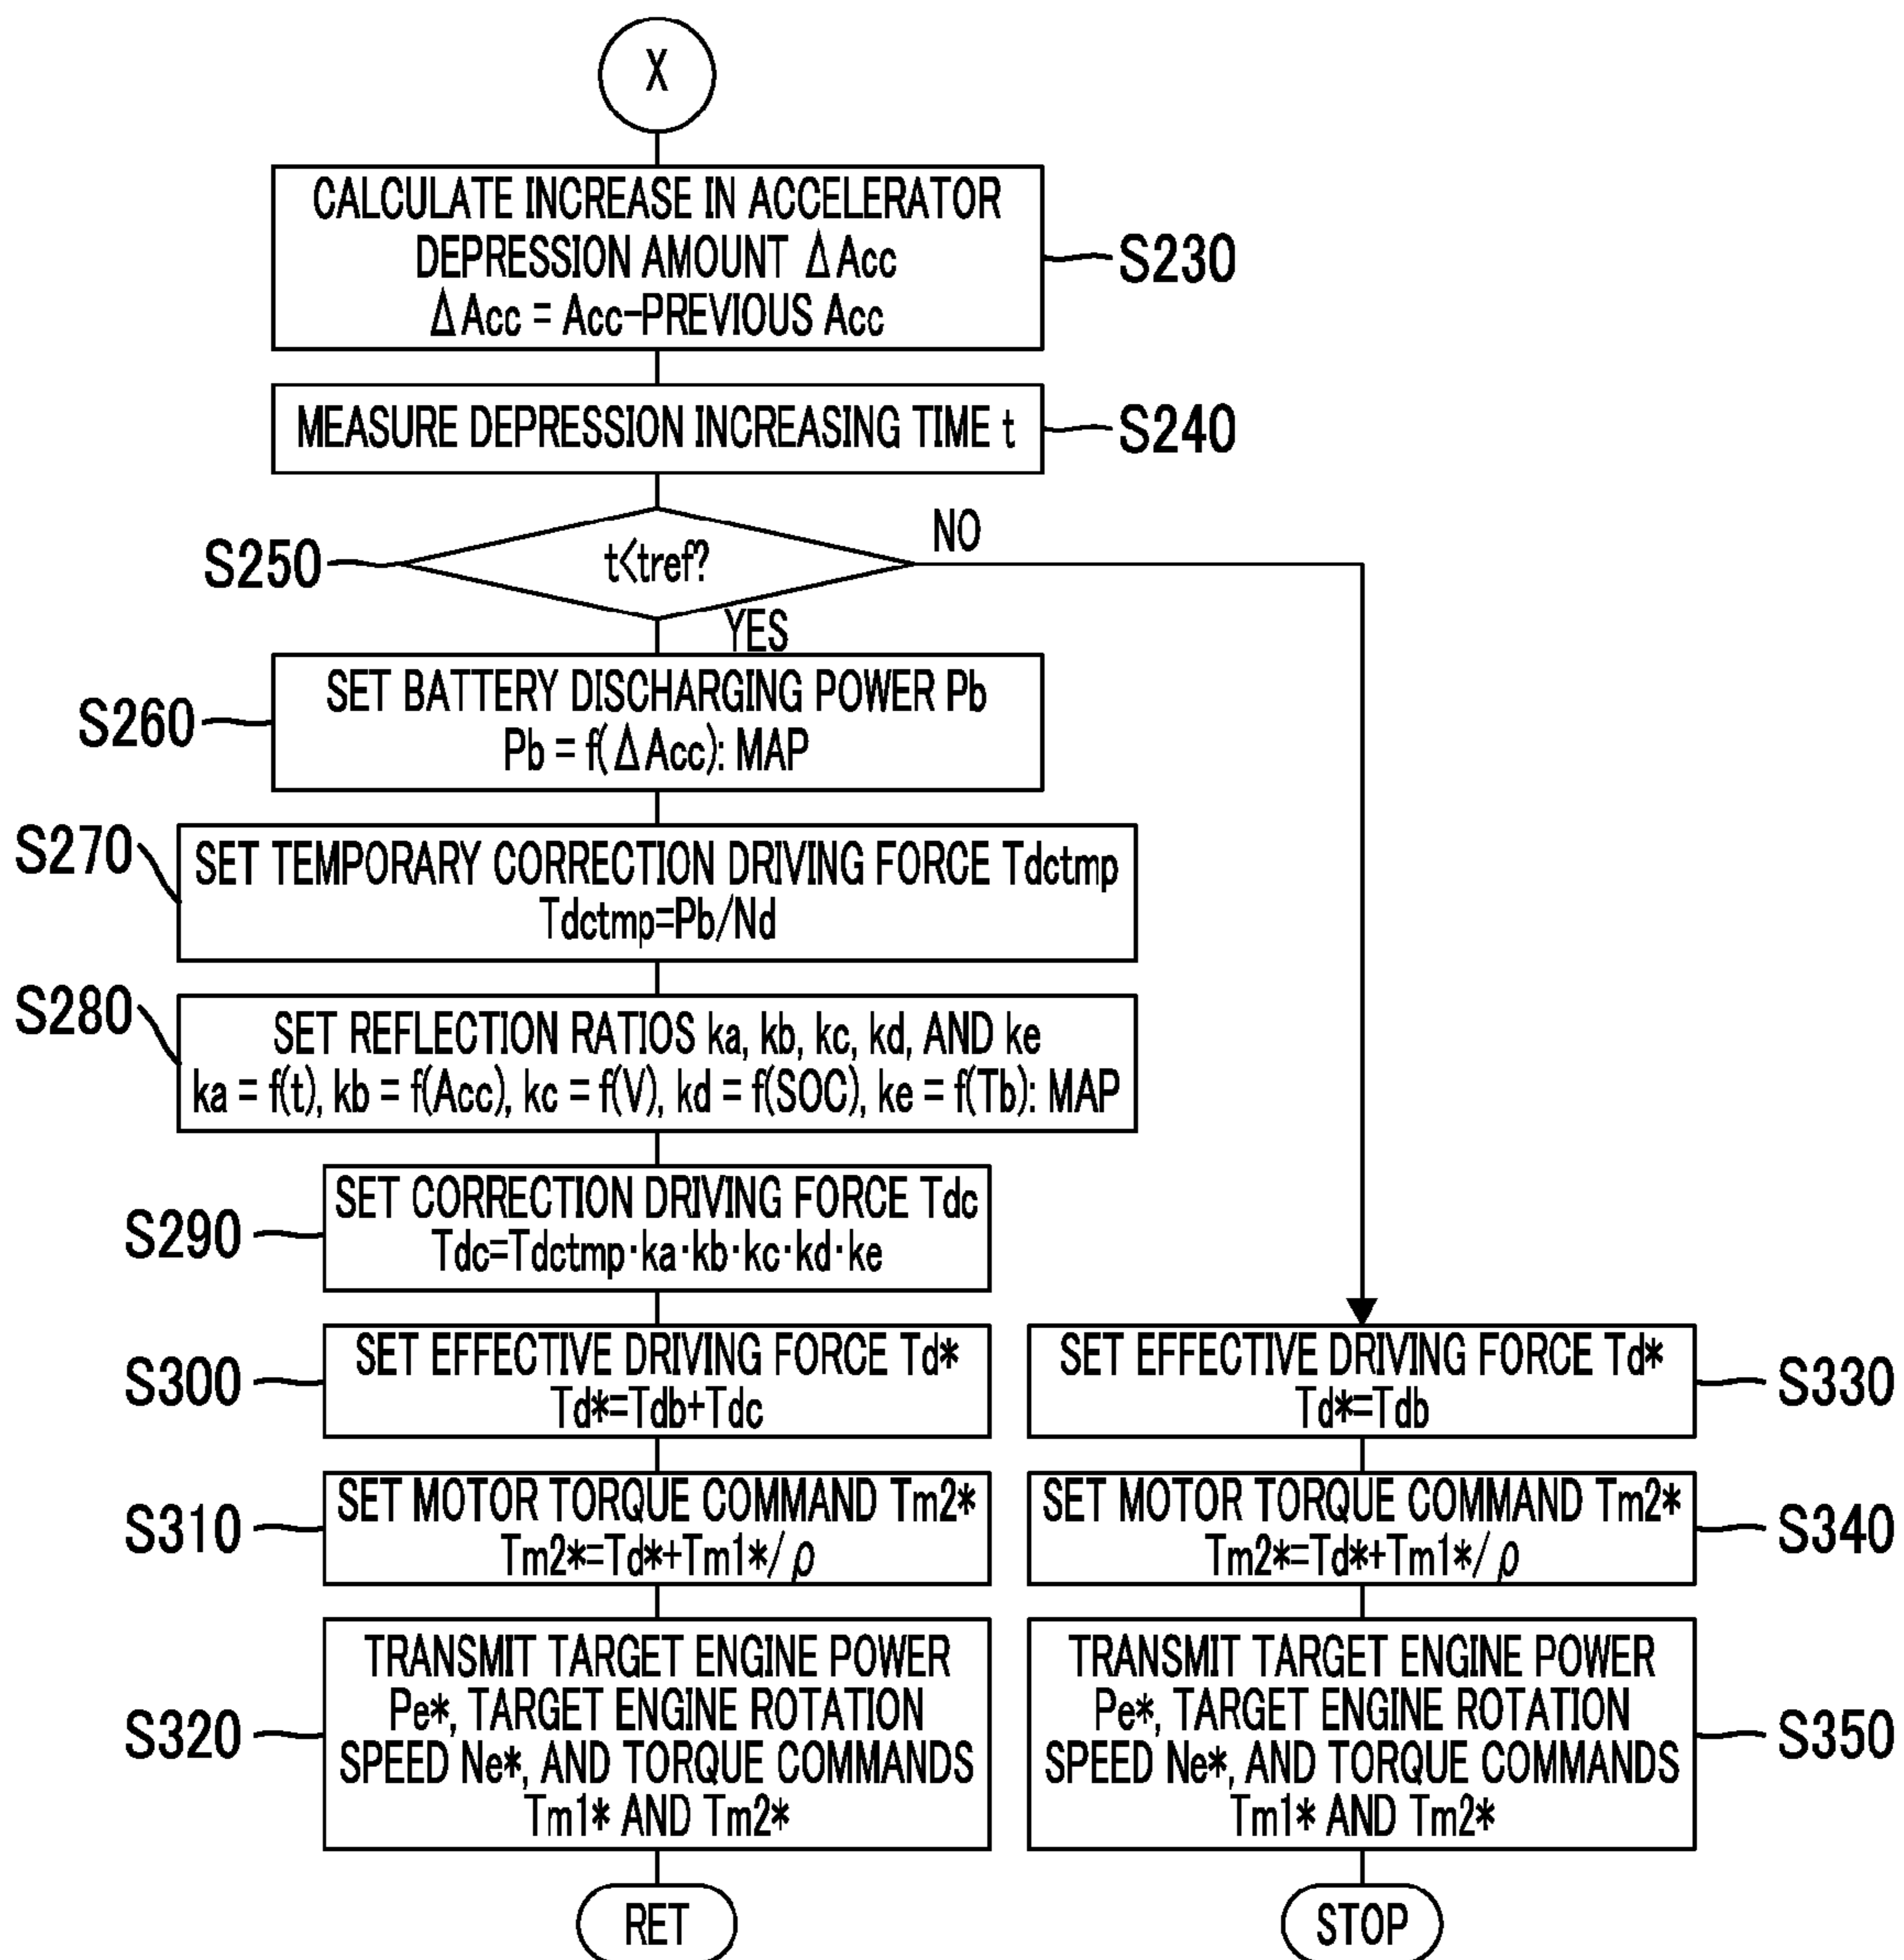 X
CALCULATE INCREASE IN ACCELERATOR
DEPRESSION AMOUNT ΔAcc
ΔAcc = Acc-PREVIOUS Acc
S230
MEASURE DEPRESSION INCREASING TIME t
S240
S250
t<tref?
NO
YES
S260
SET BATTERY DISCHARGING POWER Pb
Pb = f(ΔAcc): MAP
S270
SET TEMPORARY CORRECTION DRIVING FORCE Tdctmp
Tdctmp=Pb/Nd
S280
SET REFLECTION RATIOS ka, kb, kc, kd, AND ke
ka = f(t), kb = f(Acc), kc = f(V), kd = f(SOC), ke = f(Tb): MAP
S290
SET CORRECTION DRIVING FORCE Tdc
Tdc=Tdctmp·ka·kb·kc·kd·ke
S300
SET EFFECTIVE DRIVING FORCE Td*
Td*=Tdb+Tdc
S310
SET MOTOR TORQUE COMMAND Tm2*
Tm2*=Td*+Tm1*/ρ
S320
TRANSMIT TARGET ENGINE POWER
Pe*, TARGET ENGINE ROTATION
SPEED Ne*, AND TORQUE COMMANDS
Tm1* AND Tm2*
RET
SET EFFECTIVE DRIVING FORCE Td*
Td*=Tdb
S330
SET MOTOR TORQUE COMMAND Tm2*
Tm2*=Td*+Tm1*/ρ
S340
TRANSMIT TARGET ENGINE POWER
Pe*, TARGET ENGINE ROTATION
SPEED Ne*, AND TORQUE COMMANDS
Tm1* AND Tm2*
S350
STOP